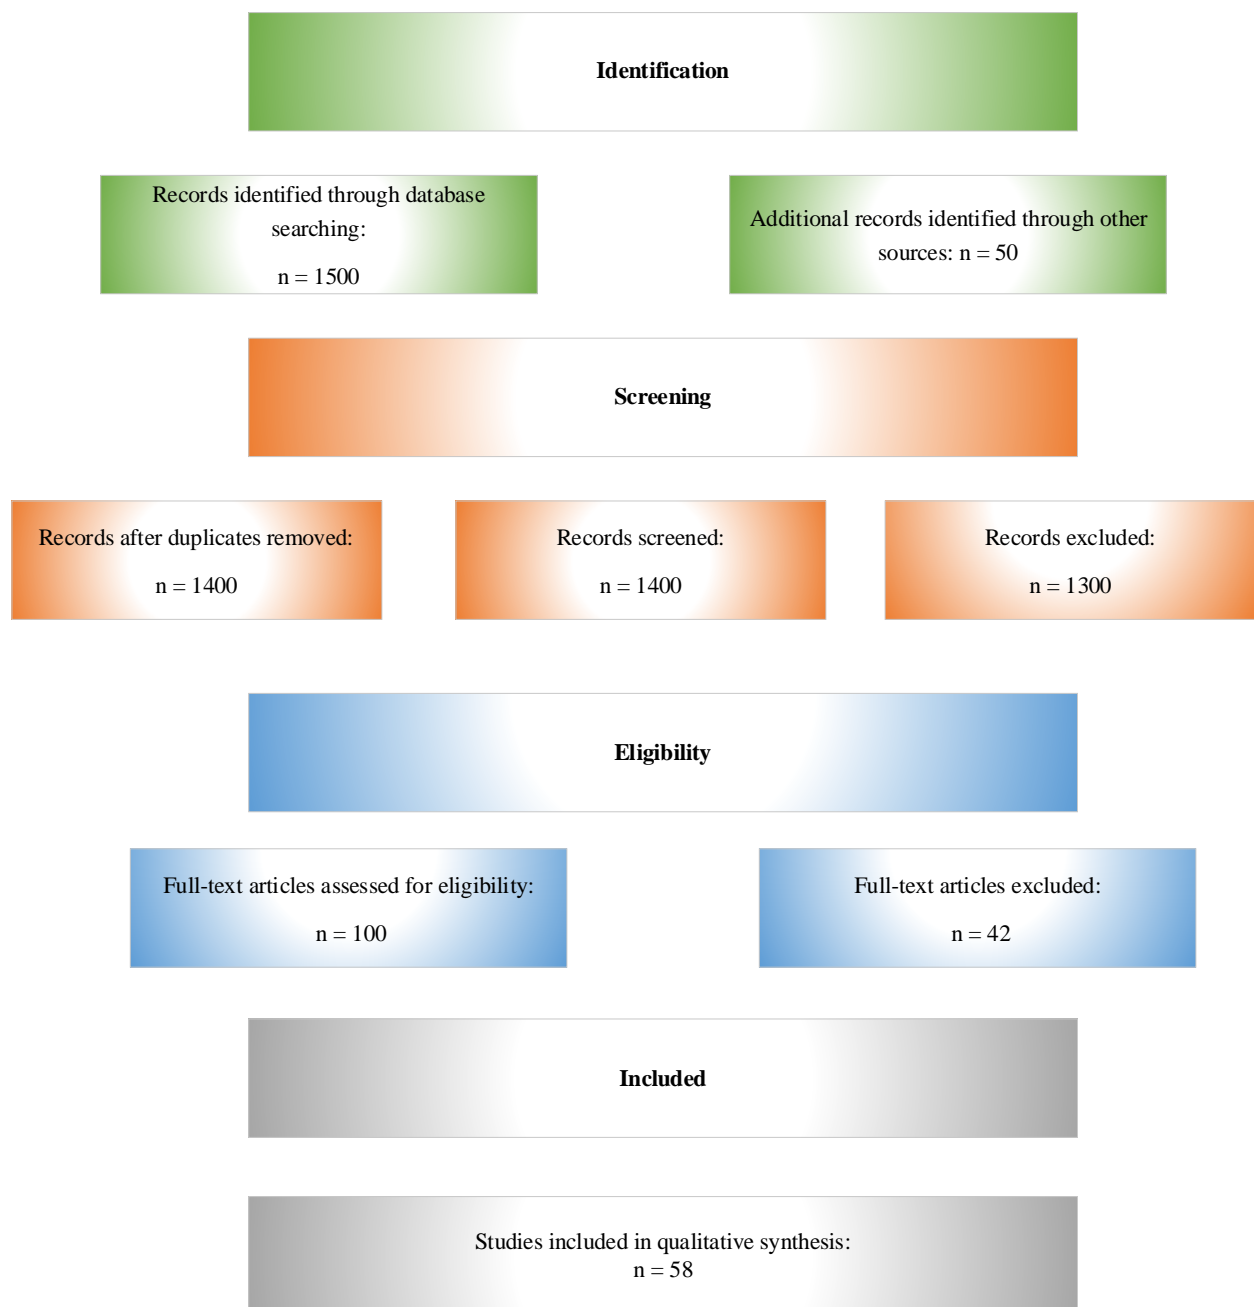 Identification
Records identified through database
searching:
n = 1500
Additional records identified through other
sources: n = 50
Screening
Records after duplicates removed:
n = 1400
Records screened:
n = 1400
Records excluded:
n = 1300
Eligibility
Full-text articles assessed for eligibility:
n = 100
Full-text articles excluded:
n = 42
Included
Studies included in qualitative synthesis:
n = 58